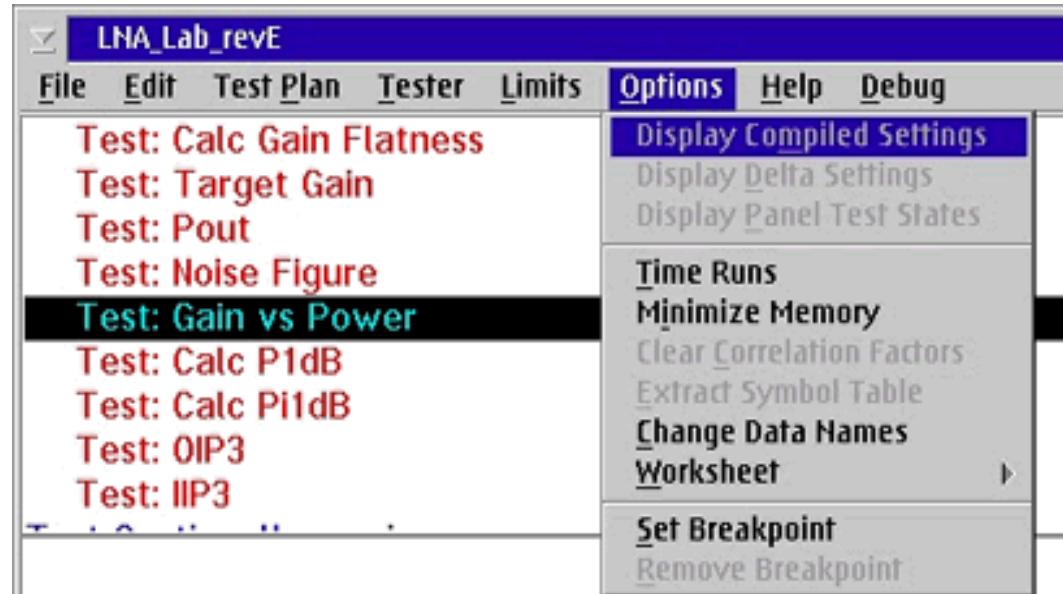 LNA_Lab_revE
File Edit Test Plan Tester Limits Options Help Debug
Test: Calc Gain Flatness
Test: Target Gain
Test: Pout
Test: Noise Figure
Test: Gain vs Power
Test: Calc P1dB
Test: Calc Pi1dB
Test: OIP3
Test: IIP3
Display Compiled Settings
Display Delta Settings
Display Panel Test States
Time Runs
Minimize Memory
Clear Correlation Factors
Extract Symbol Table
Change Data Names
Worksheet
Set Breakpoint
Remove Breakpoint